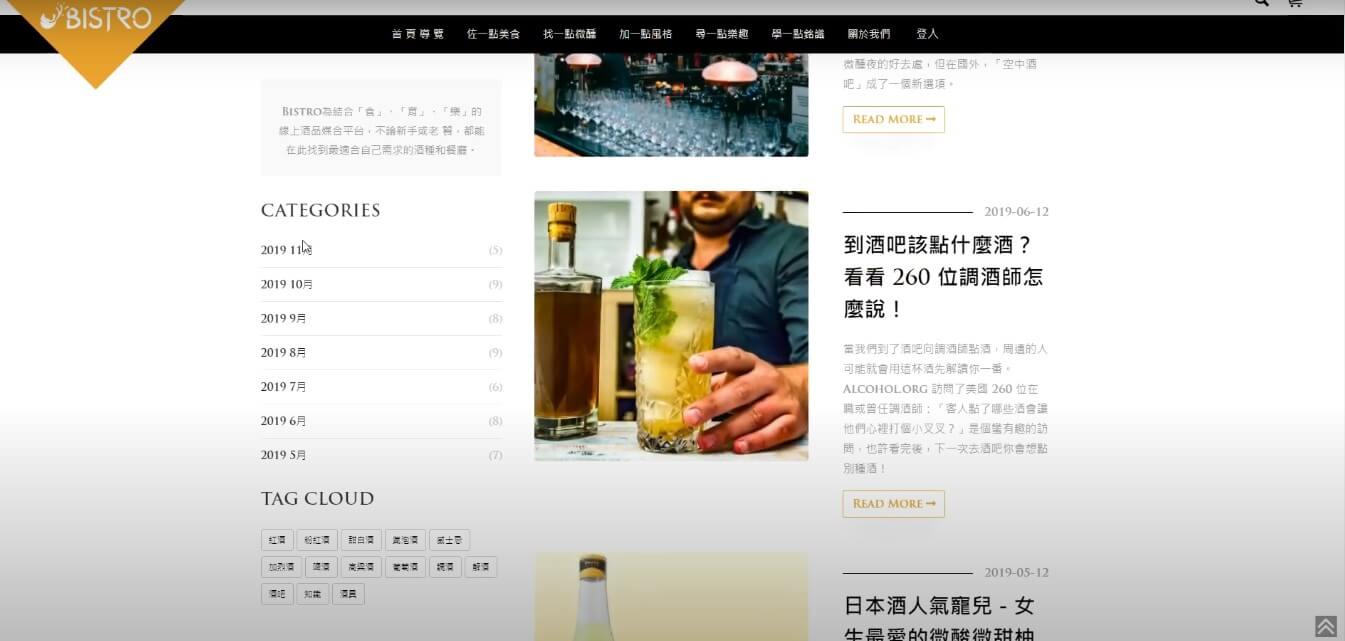 BISTRO
首頁導覽 佐一點美食 找一點微醺 加一點風格 尋一點樂趣 學一點銘識 關於我們 登入
BISTRO為結合「食」、「育」、「樂」的
線上酒品媒合平台，不論新手或老 饕，都能
在此找到最適合自己需求的酒種和餐廳。
CATEGORIES
2019 11月 (5)
2019 10月 (9)
2019 9月 (8)
2019 8月 (9)
2019 7月 (6)
2019 6月 (8)
2019 5月 (7)
TAG CLOUD
紅酒 粉紅酒 甜白酒 氣泡酒 威士忌
加烈酒 啤酒 高粱酒 葡萄酒 調酒 解酒
酒吧 知識 酒具
微醺夜的好去處，但在國外，「空中酒
吧」成了一個新選項。
READ MORE →
2019-06-12
到酒吧該點什麼酒？
看看 260 位調酒師怎
麼說！
當我們到了酒吧向調酒師點酒，周遭的人
可能就會用這杯酒先解讀你一番。
ALCOHOL.ORG 訪問了美國 260 位在
職或曾任調酒師：「客人點了哪些酒會讓
他們心裡打個小叉叉？」是個蠻有趣的訪
問，也許看完後，下一次去酒吧你會想點
別種酒！
READ MORE →
2019-05-12
日本酒人氣寵兒 - 女
生最愛的微酸微甜柚